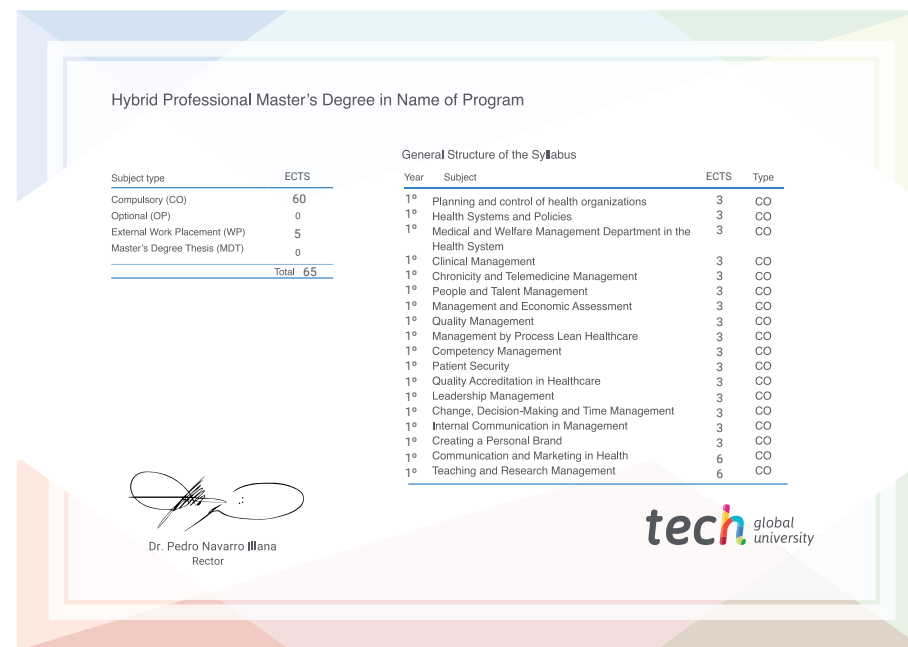 Hybrid Professional Master's Degree in Name of Program
Subject type ECTS
Compulsory (CO) 60
Optional (OP) 0
External Work Placement (WP) 5
Master's Degree Thesis (MDT) 0
Total 65
General Structure of the Syllabus
Year Subject ECTS Type
1º Planning and control of health organizations 3 CO
1º Health Systems and Policies 3 CO
1º Medical and Welfare Management Department in the 3 CO
Health System
1º Clinical Management 3 CO
1º Chronicity and Telemedicine Management 3 CO
1º People and Talent Management 3 CO
1º Management and Economic Assessment 3 CO
1º Quality Management 3 CO
1º Management by Process Lean Healthcare 3 CO
1º Competency Management 3 CO
1º Patient Security 3 CO
1º Quality Accreditation in Healthcare 3 CO
1º Leadership Management 3 CO
1º Change, Decision-Making and Time Management 3 CO
1º Internal Communication in Management 3 CO
1º Creating a Personal Brand 3 CO
1º Communication and Marketing in Health 6 CO
1º Teaching and Research Management 6 CO
Dr. Pedro Navarro Illana
Rector
tech global
university